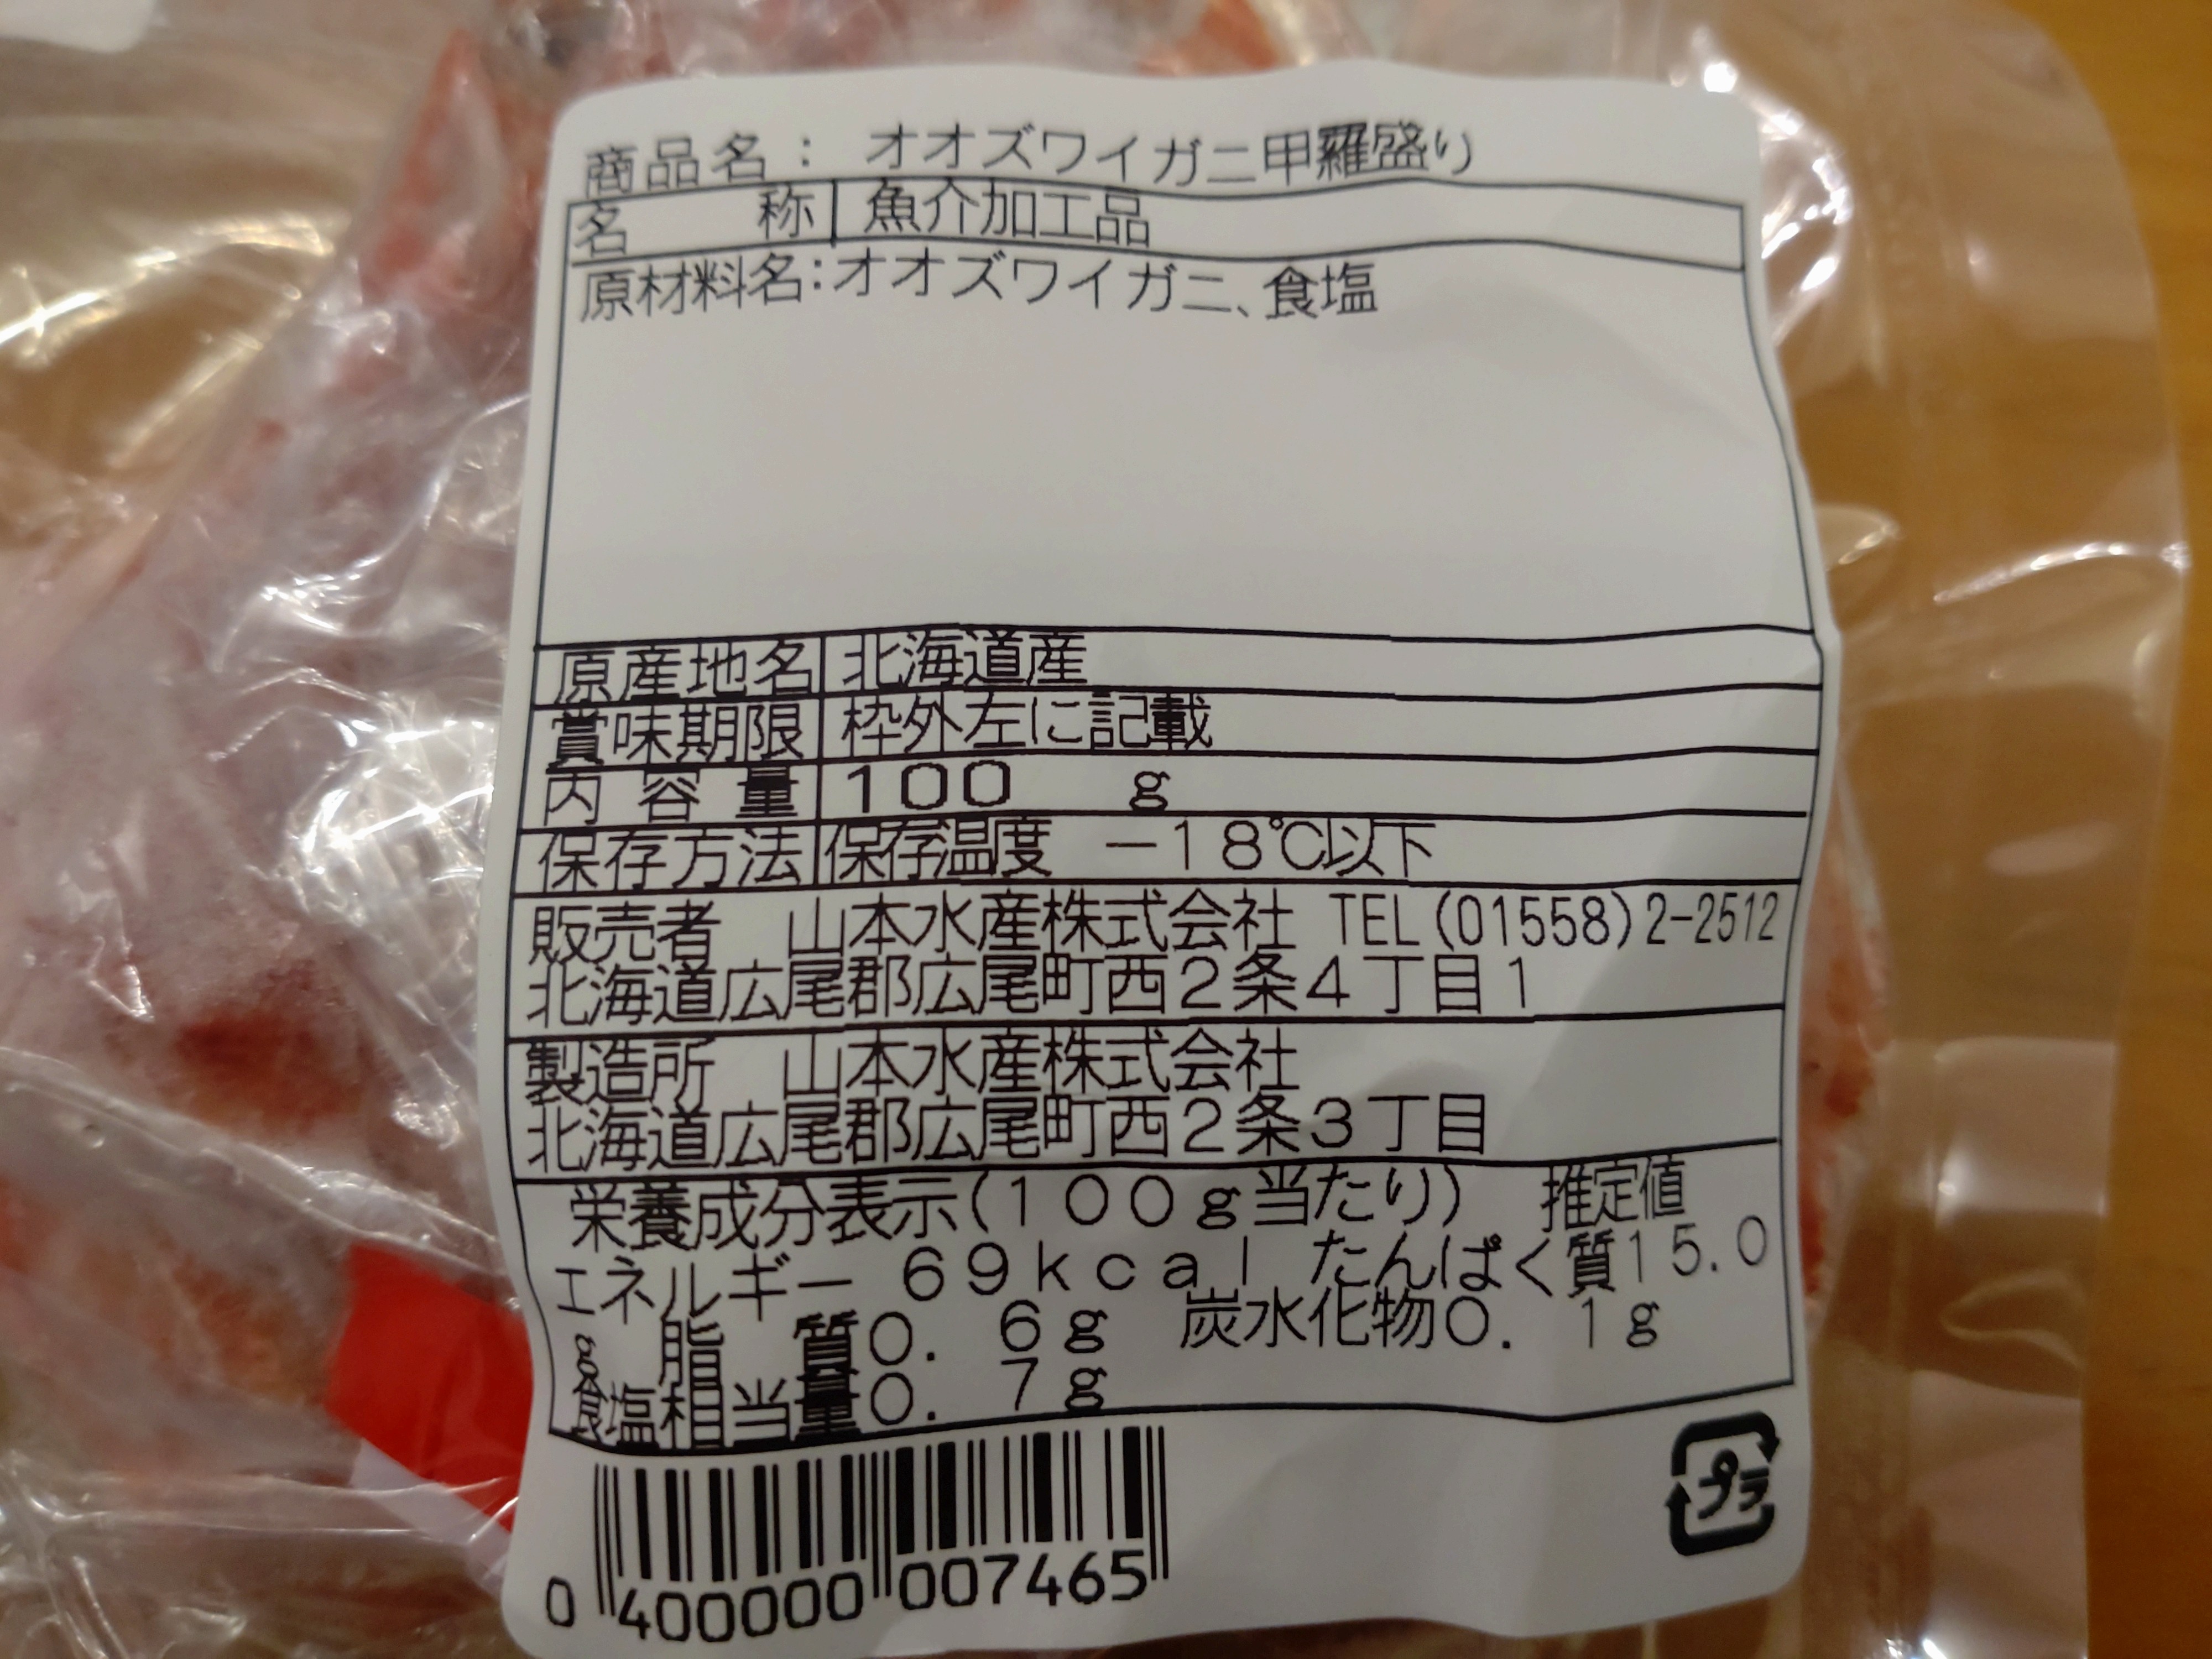 商品名: オオズワイガニ甲羅盛り
名 称 魚介加工品
原材料名:オオズワイガニ、食塩
原産地名 北海道産
賞味期限 枠外左に記載
内容量 100 g
保存方法 保存温度 -18℃以下
販売者 山本水産株式会社 TEL(01558)2-2512
北海道広尾郡広尾町西2条4丁目1
製造所 山本水産株式会社
北海道広尾郡広尾町西2条3丁目
栄養成分表示(100g当たり) 推定値
エネルギー 69kcal たんぱく質15.0
g 脂 質0. 6g 炭水化物0. 1g
食塩相当量0. 7g
0 400000 007465
プラ